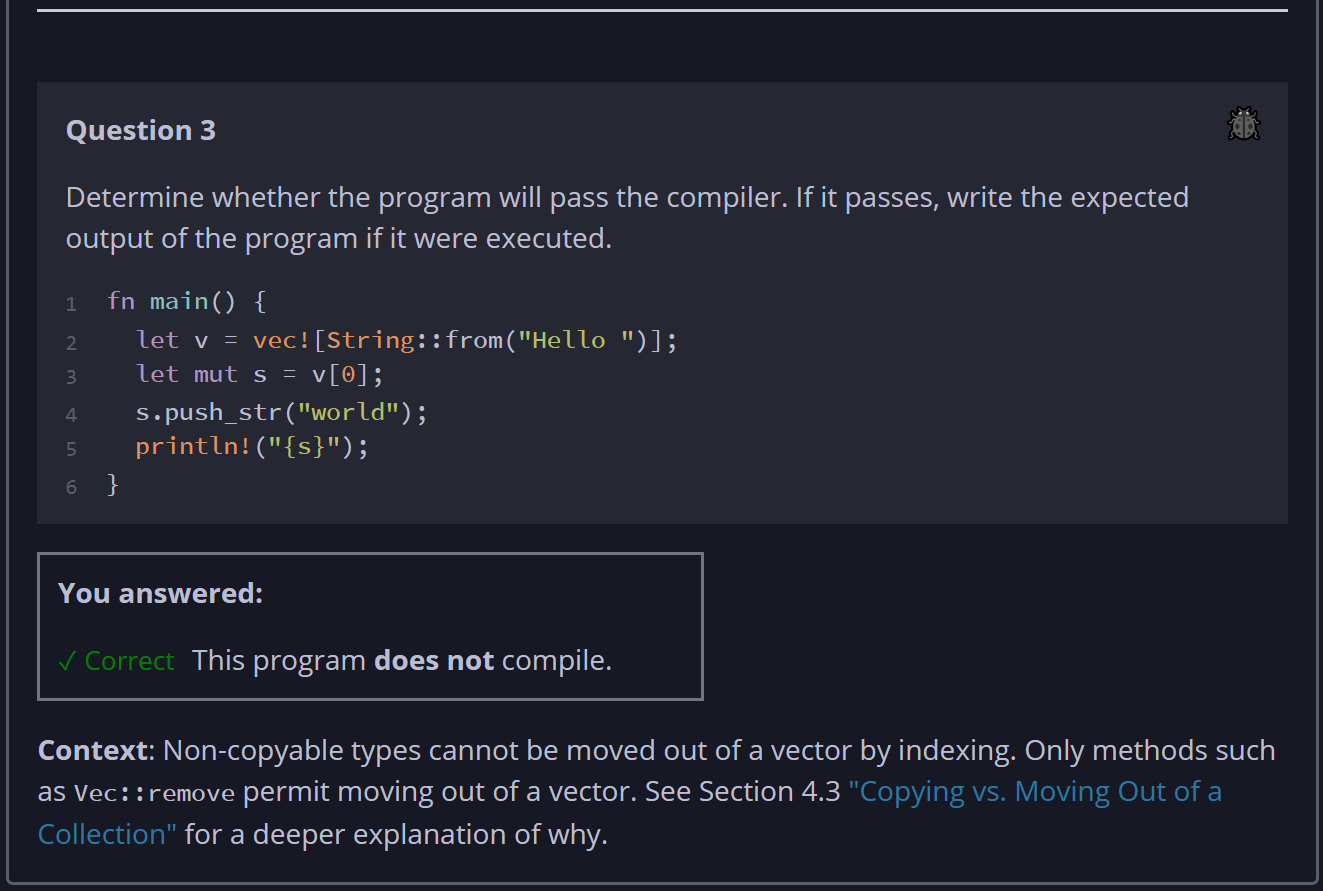 Question 3
Determine whether the program will pass the compiler. If it passes, write the expected
output of the program if it were executed.
1 fn main() {
2   let v = vec![String::from("Hello ")];
3   let mut s = v[0];
4   s.push_str("world");
5   println!("{s}");
6 }
You answered:
✓ Correct This program does not compile.
Context: Non-copyable types cannot be moved out of a vector by indexing. Only methods such
as Vec::remove permit moving out of a vector. See Section 4.3 "Copying vs. Moving Out of a
Collection" for a deeper explanation of why.